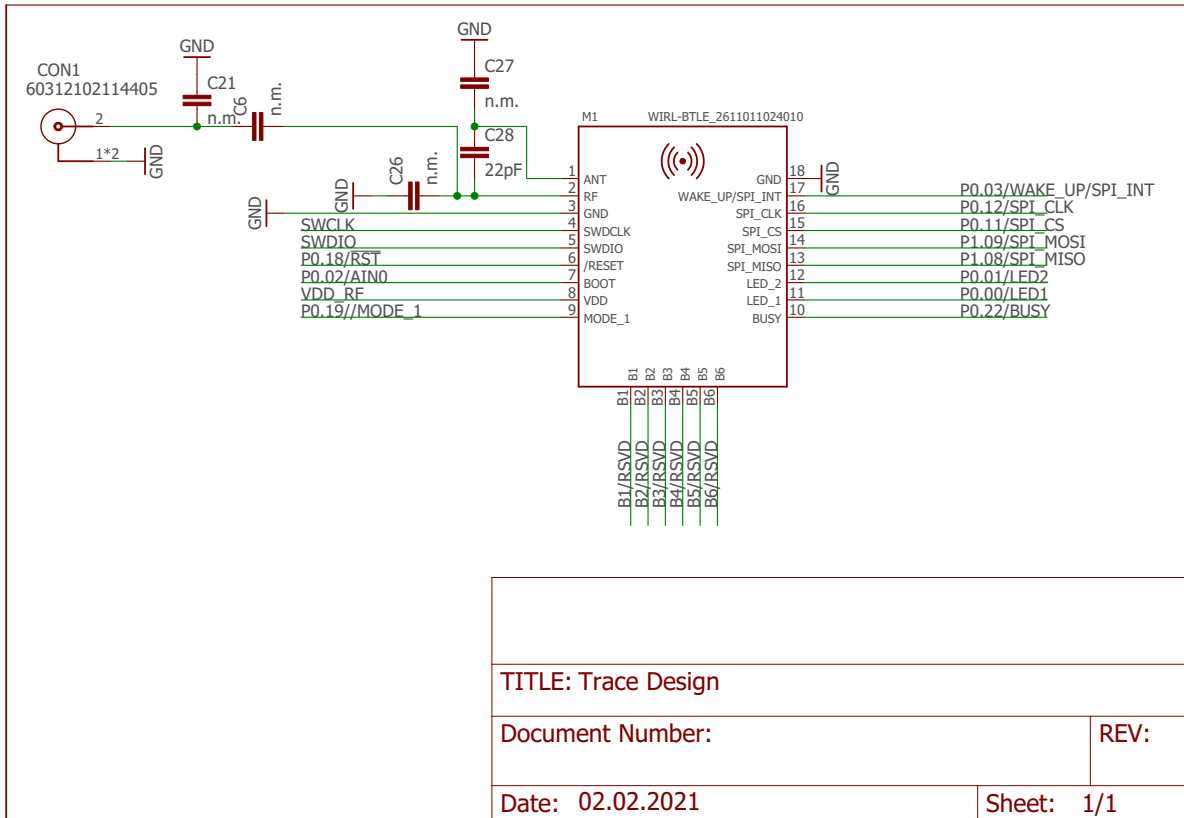 GND
GND
CON1
60312102114405
C21
n.m.
C6
n.m.
2
1*2
GND
C27
n.m.
C28
22pF
C26
n.m.
GND
GND
M1
WIRL-BTLE_2611011024010
1 ANT
2 RF
3 GND
SWCLK 4 SWDCLK
SWDIO 5 SWDIO
P0.18/RST 6 /RESET
P0.02/AIN0 7 BOOT
VDD_RF 8 VDD
P0.19//MODE_1 9 MODE_1
GND 18 GND
WAKE_UP/SPI_INT 17 P0.03/WAKE_UP/SPI_INT
SPI_CLK 16 P0.12/SPI_CLK
SPI_CS 15 P0.11/SPI_CS
SPI_MOSI 14 P1.09/SPI_MOSI
SPI_MISO 13 P1.08/SPI_MISO
LED_2 12 P0.01/LED2
LED_1 11 P0.00/LED1
BUSY 10 P0.22/BUSY
B1 B2 B3 B4 B5 B6
B1 B2 B3 B4 B5 B6
B1/RSVD
B2/RSVD
B3/RSVD
B4/RSVD
B5/RSVD
B6/RSVD
TITLE: Trace Design
Document Number:
REV:
Date: 02.02.2021
Sheet: 1/1